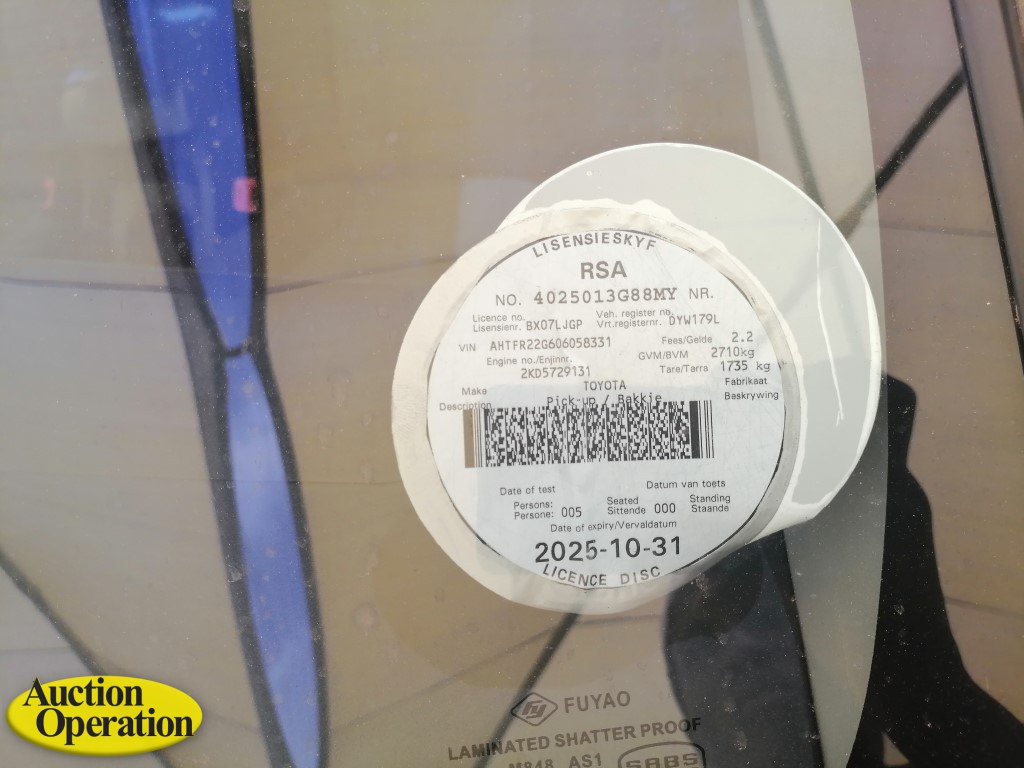 LISENSIESKYF
RSA
NO. 4025013G88MY NR.
Licence no. Veh. register no.
Lisensienr. BX07LJGP Vrt.registernr. DYW179L
VIN AHTFR22G606058331 Fees/Gelde 2.2
Engine no./Enjinnr. GVM/BVM 2710kg
2KD5729131 Tare/Tarra 1735 kg
Make TOYOTA Fabrikaat
Description Pick-up / Bakkie Beskrywing
Date of test Datum van toets
Persons: Seated Standing
Persone: 005 Sittende 000 Staande
Date of expiry/Vervaldatum
2025-10-31
LICENCE DISC
FUYAO
LAMINATED SHATTER PROOF
M848 AS1 SABS
Auction
Operation